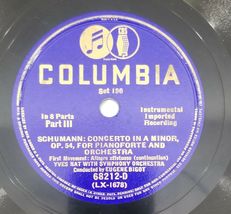 CBS
COLUMBIA
Set 196
In 8 Parts
Part III
Instrumental
Imported
Recording
SCHUMANN: CONCERTO IN A MINOR,
OP. 54, FOR PIANOFORTE AND
ORCHESTRA
First Movement: Allegro affettuoso (continuation)
YVES NAT WITH SYMPHONY ORCHESTRA
Conducted by EUGENE BIGOT
68212-D
(LX-1678)